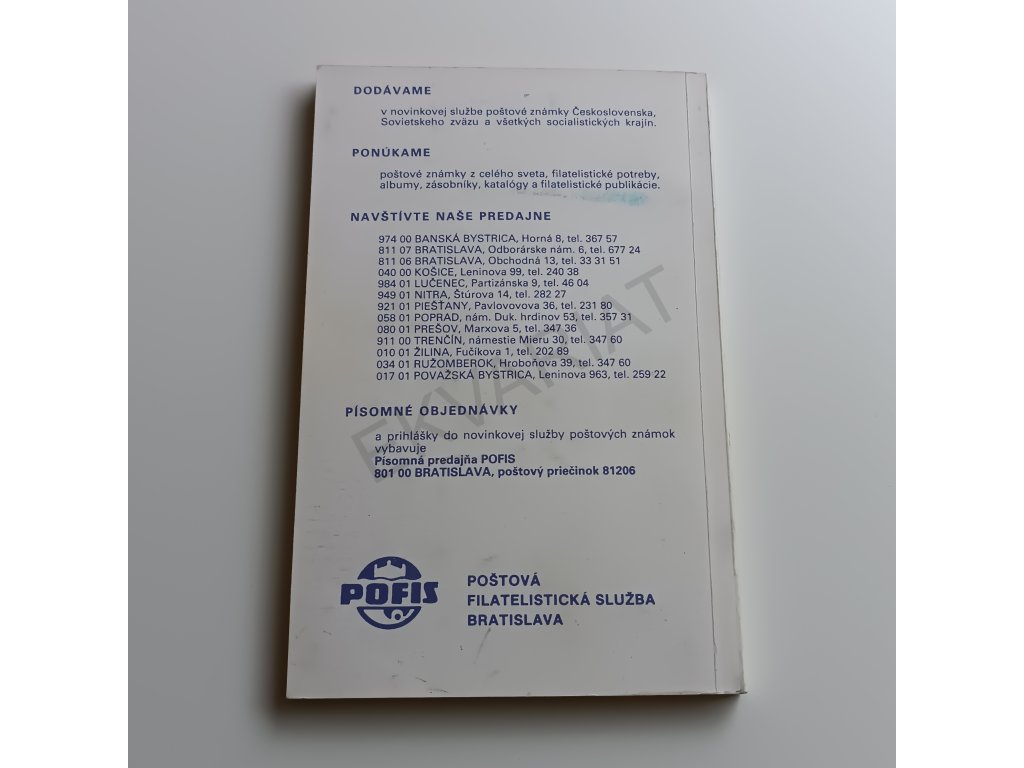 DODÁVAME
v novinkovej službe poštové známky Československa,
Sovietskeho zväzu a všetkých socialistických krajín.
PONÚKAME
poštové známky z celého sveta, filatelistické potreby,
albumy, zásobníky, katalógy a filatelistické publikácie.
NAVŠTÍVTE NAŠE PREDAJNE
974 00 BANSKÁ BYSTRICA, Horná 8, tel. 367 57
811 07 BRATISLAVA, Odborárske nám. 6, tel. 677 24
811 06 BRATISLAVA, Obchodná 13, tel. 33 31 51
040 00 KOŠICE, Leninova 99, tel. 240 38
984 01 LUČENEC, Partizánska 9, tel. 46 04
949 01 NITRA, Štúrova 14, tel. 282 27
921 01 PIEŠŤANY, Pavlovovova 36, tel. 231 80
058 01 POPRAD, nám. Duk. hrdinov 53, tel. 357 31
080 01 PREŠOV, Marxova 5, tel. 347 36
911 00 TRENČÍN, námestie Mieru 30, tel. 347 60
010 01 ŽILINA, Fučíkova 1, tel. 202 89
034 01 RUŽOMBEROK, Hroboňova 39, tel. 347 60
017 01 POVAŽSKÁ BYSTRICA, Leninova 963, tel. 259 22
EKVARIAT
PÍSOMNÉ OBJEDNÁVKY
a prihlášky do novinkovej služby poštových známok
vybavuje
Písomná predajňa POFIS
801 00 BRATISLAVA, poštový priečinok 81206
POFIS
POŠTOVÁ
FILATELISTICKÁ SLUŽBA
BRATISLAVA